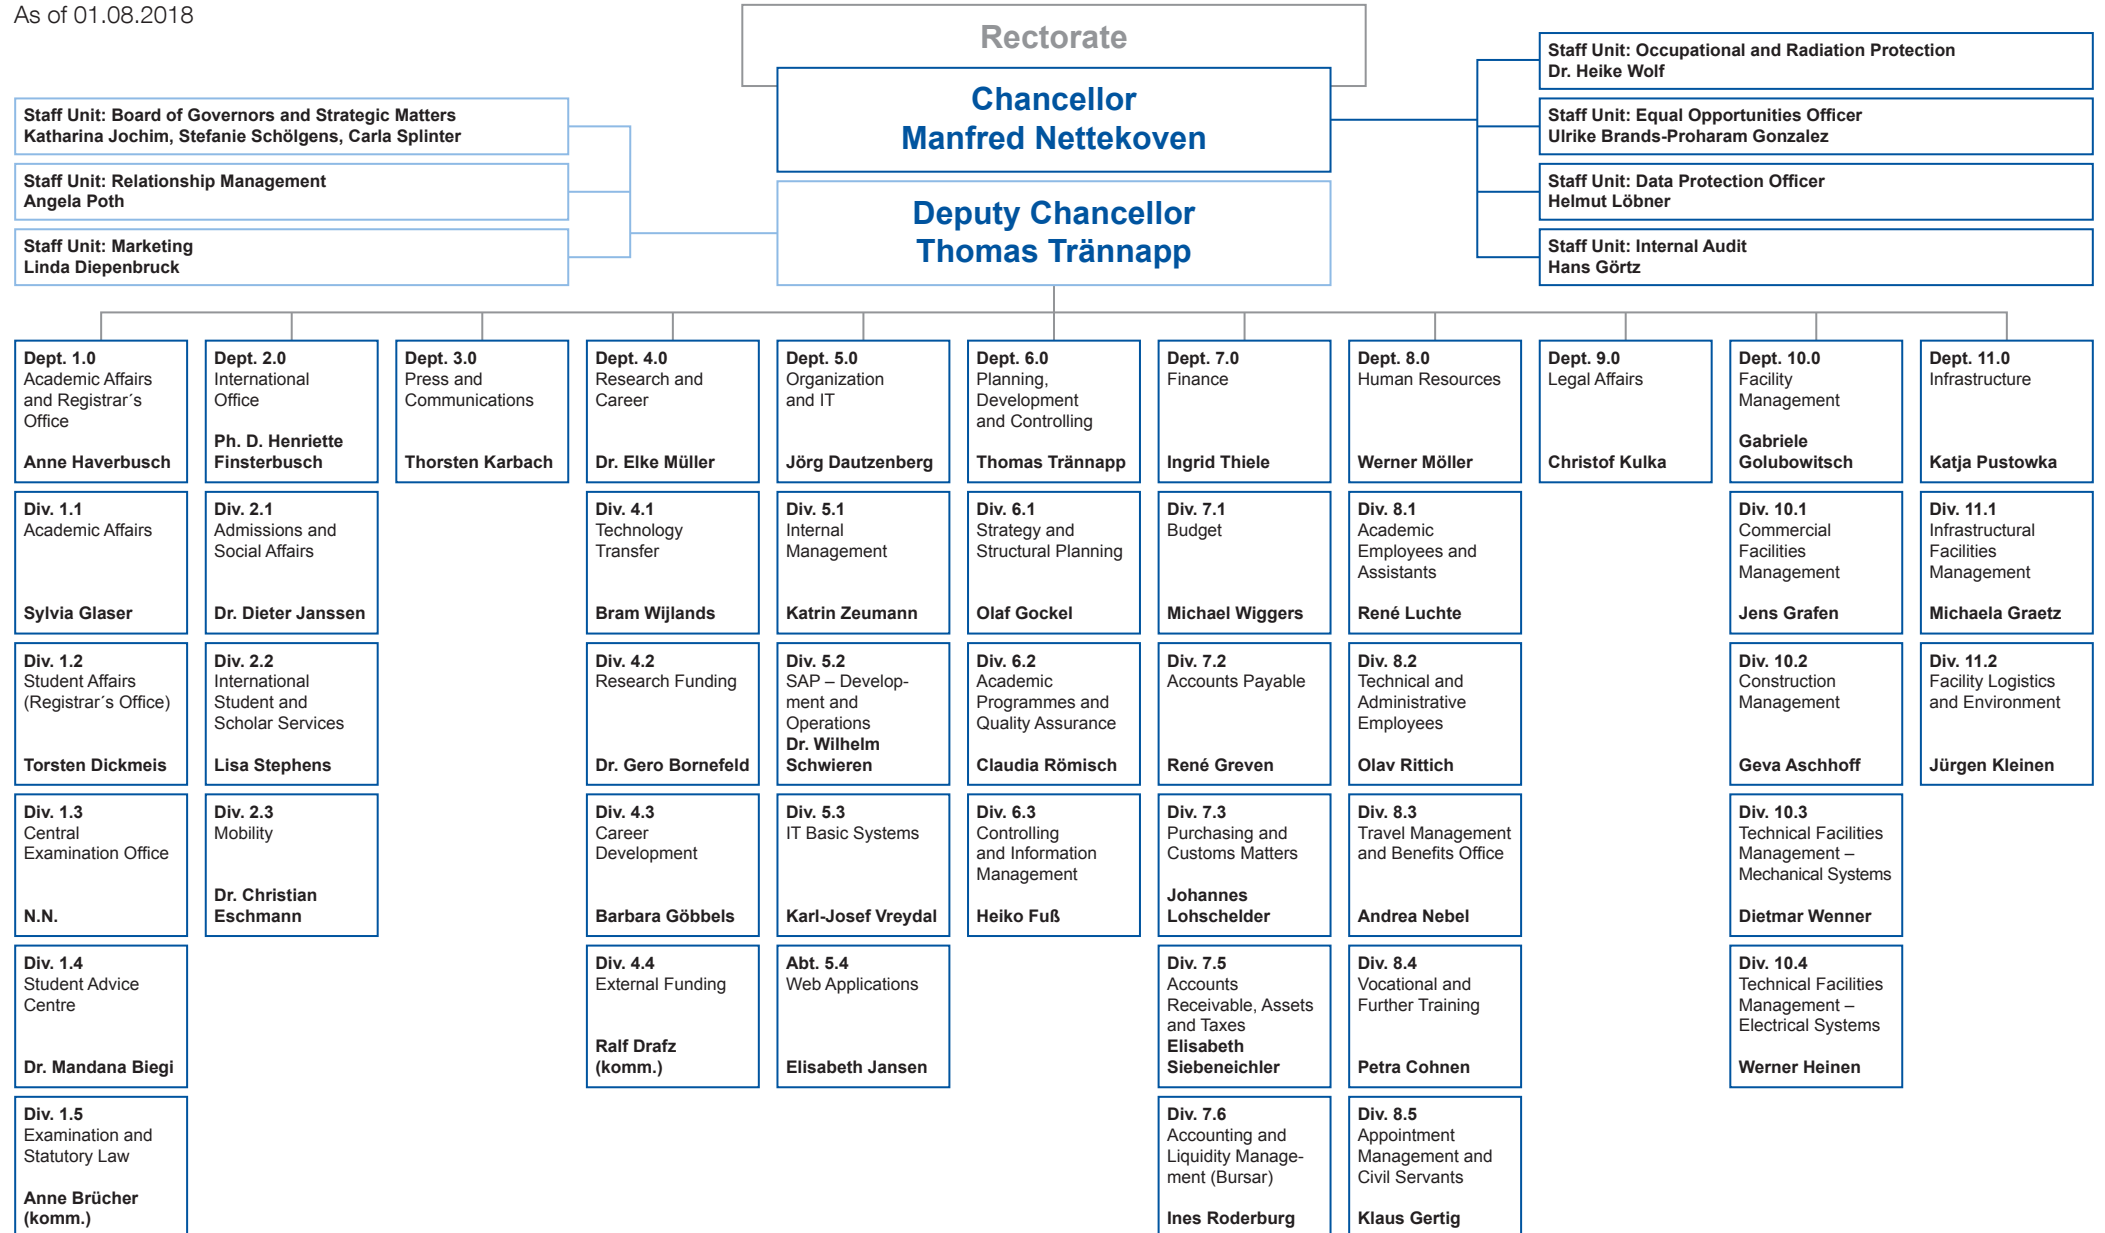 As of 01.08.2018
Rectorate
Chancellor
Manfred Nettekoven
Deputy Chancellor
Thomas Trännapp
Staff Unit: Board of Governors and Strategic Matters
Katharina Jochim, Stefanie Schölgens, Carla Splinter
Staff Unit: Relationship Management
Angela Poth
Staff Unit: Marketing
Linda Diepenbruck
Staff Unit: Occupational and Radiation Protection
Dr. Heike Wolf
Staff Unit: Equal Opportunities Officer
Ulrike Brands-Proharam Gonzalez
Staff Unit: Data Protection Officer
Helmut Löbner
Staff Unit: Internal Audit
Hans Görtz
Dept. 1.0
Academic Affairs
and Registrar´s
Office
Anne Haverbusch
Div. 1.1
Academic Affairs
Sylvia Glaser
Div. 1.2
Student Affairs
(Registrar´s Office)
Torsten Dickmeis
Div. 1.3
Central
Examination Office
N.N.
Div. 1.4
Student Advice
Centre
Dr. Mandana Biegi
Div. 1.5
Examination and
Statutory Law
Anne Brücher
(komm.)
Dept. 2.0
International
Office
Ph. D. Henriette
Finsterbusch
Div. 2.1
Admissions and
Social Affairs
Dr. Dieter Janssen
Div. 2.2
International
Student and
Scholar Services
Lisa Stephens
Div. 2.3
Mobility
Dr. Christian
Eschmann
Dept. 3.0
Press and
Communications
Thorsten Karbach
Dept. 4.0
Research and
Career
Dr. Elke Müller
Div. 4.1
Technology
Transfer
Bram Wijlands
Div. 4.2
Research Funding
Dr. Gero Bornefeld
Div. 4.3
Career
Development
Barbara Göbbels
Div. 4.4
External Funding
Ralf Drafz
(komm.)
Dept. 5.0
Organization
and IT
Jörg Dautzenberg
Div. 5.1
Internal
Management
Katrin Zeumann
Div. 5.2
SAP – Develop-
ment and
Operations
Dr. Wilhelm
Schwieren
Div. 5.3
IT Basic Systems
Karl-Josef Vreydal
Abt. 5.4
Web Applications
Elisabeth Jansen
Dept. 6.0
Planning,
Development
and Controlling
Thomas Trännapp
Div. 6.1
Strategy and
Structural Planning
Olaf Gockel
Div. 6.2
Academic
Programmes and
Quality Assurance
Claudia Römisch
Div. 6.3
Controlling
and Information
Management
Heiko Fuß
Dept. 7.0
Finance
Ingrid Thiele
Div. 7.1
Budget
Michael Wiggers
Div. 7.2
Accounts Payable
René Greven
Div. 7.3
Purchasing and
Customs Matters
Johannes
Lohschelder
Div. 7.5
Accounts
Receivable, Assets
and Taxes
Elisabeth
Siebeneichler
Div. 7.6
Accounting and
Liquidity Manage-
ment (Bursar)
Ines Roderburg
Dept. 8.0
Human Resources
Werner Möller
Div. 8.1
Academic
Employees and
Assistants
René Luchte
Div. 8.2
Technical and
Administrative
Employees
Olav Rittich
Div. 8.3
Travel Management
and Benefits Office
Andrea Nebel
Div. 8.4
Vocational and
Further Training
Petra Cohnen
Div. 8.5
Appointment
Management and
Civil Servants
Klaus Gertig
Dept. 9.0
Legal Affairs
Christof Kulka
Dept. 10.0
Facility
Management
Gabriele
Golubowitsch
Div. 10.1
Commercial
Facilities
Management
Jens Grafen
Div. 10.2
Construction
Management
Geva Aschhoff
Div. 10.3
Technical Facilities
Management –
Mechanical Systems
Dietmar Wenner
Div. 10.4
Technical Facilities
Management –
Electrical Systems
Werner Heinen
Dept. 11.0
Infrastructure
Katja Pustowka
Div. 11.1
Infrastructural
Facilities
Management
Michaela Graetz
Div. 11.2
Facility Logistics
and Environment
Jürgen Kleinen